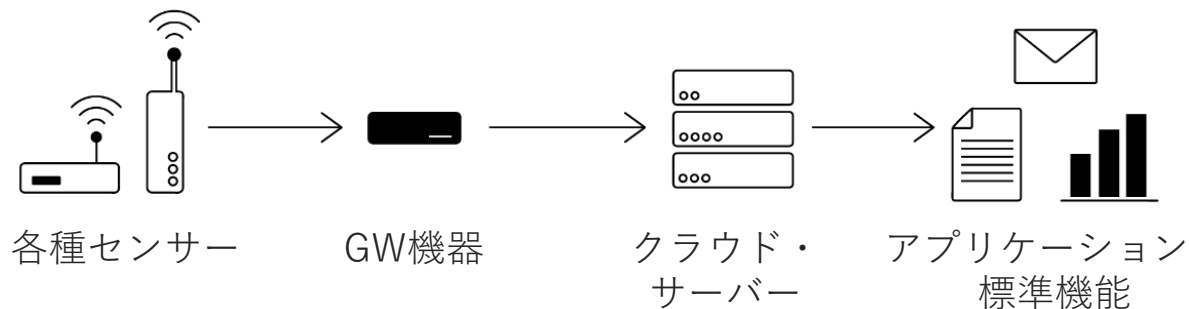 各種センサー
GW機器
クラウド・
サーバー
アプリケーション
標準機能